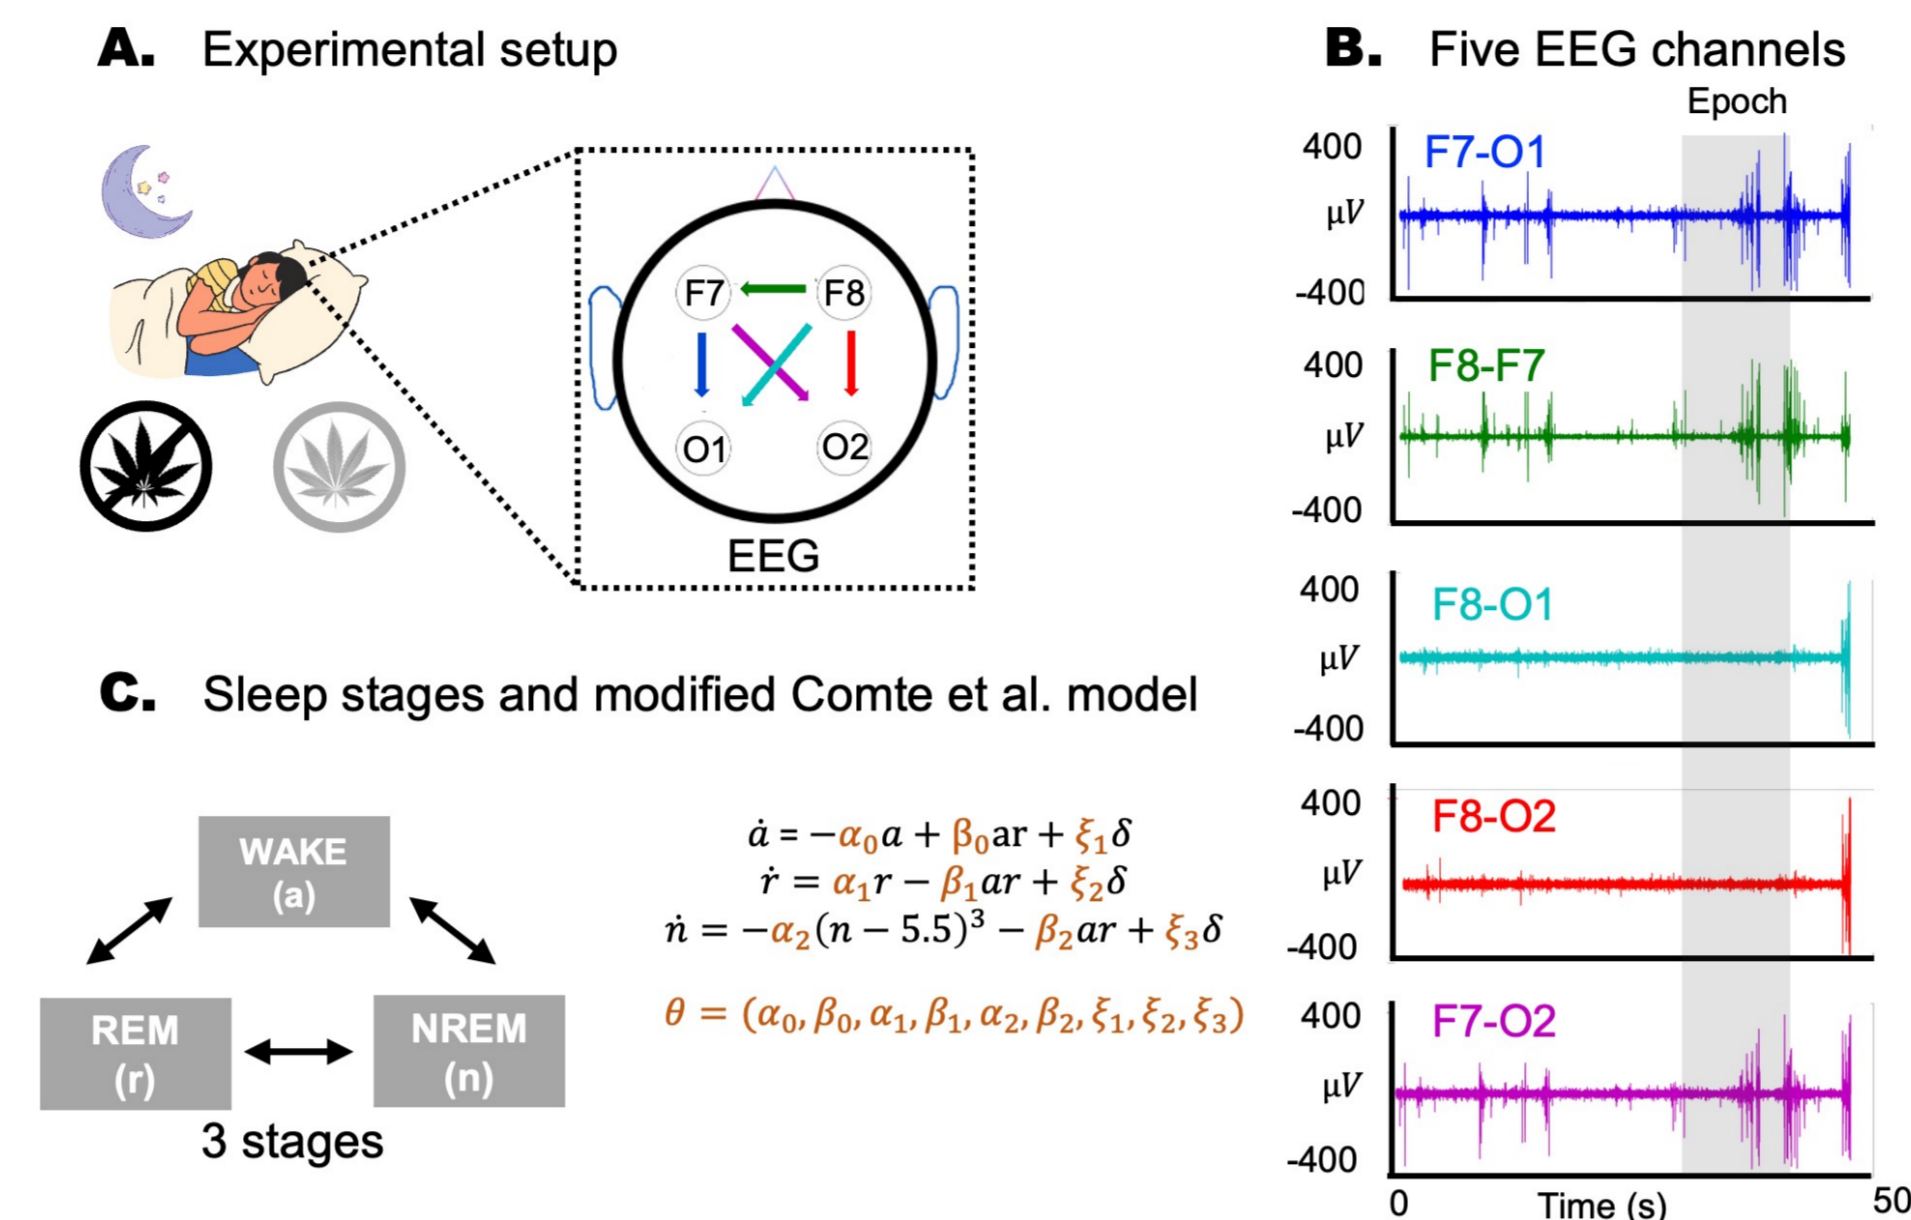 A. Experimental setup
F7
F8
O1
O2
EEG
B. Five EEG channels
Epoch
400
F7-O1
μV
-400
400
F8-F7
μV
-400
400
F8-O1
μV
-400
400
F8-O2
μV
-400
400
F7-O2
μV
-400
0
Time (s)
50
C. Sleep stages and modified Comte et al. model
WAKE
(a)
REM
(r)
NREM
(n)
3 stages
ȧ = −α₀a + β₀ar + ξ₁δ
ṙ = α₁r − β₁ar + ξ₂δ
ṅ = −α₂(n − 5.5)³ − β₂ar + ξ₃δ
θ = (α₀, β₀, α₁, β₁, α₂, β₂, ξ₁, ξ₂, ξ₃)